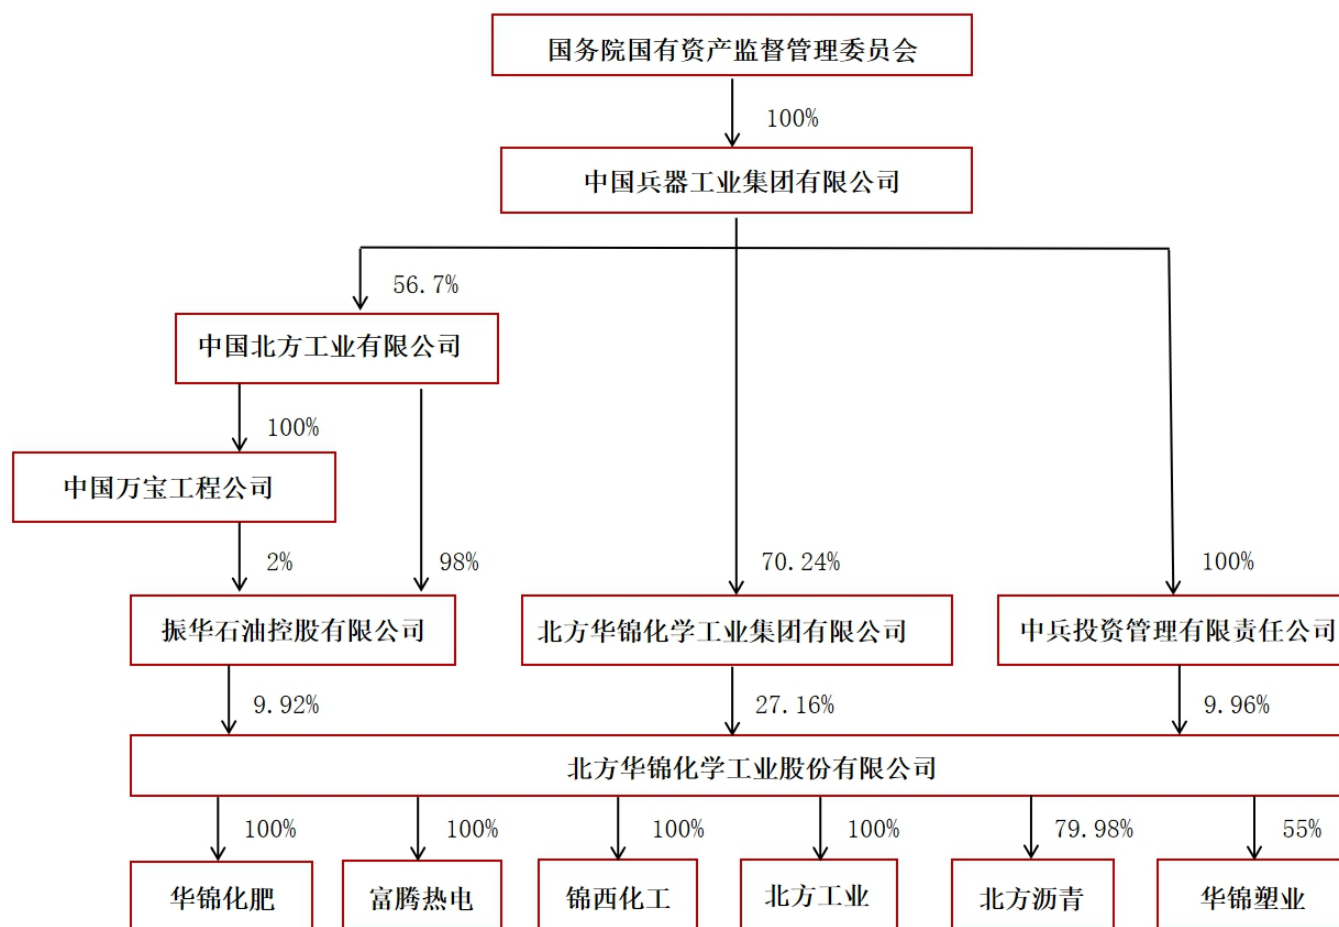 国务院国有资产监督管理委员会
100%
中国兵器工业集团有限公司
56.7%
中国北方工业有限公司
100%
中国万宝工程公司
2%
98%
70.24%
100%
振华石油控股有限公司
北方华锦化学工业集团有限公司
中兵投资管理有限责任公司
9.92%
27.16%
9.96%
北方华锦化学工业股份有限公司
100%
100%
100%
100%
79.98%
55%
华锦化肥
富腾热电
锦西化工
北方工业
北方沥青
华锦塑业